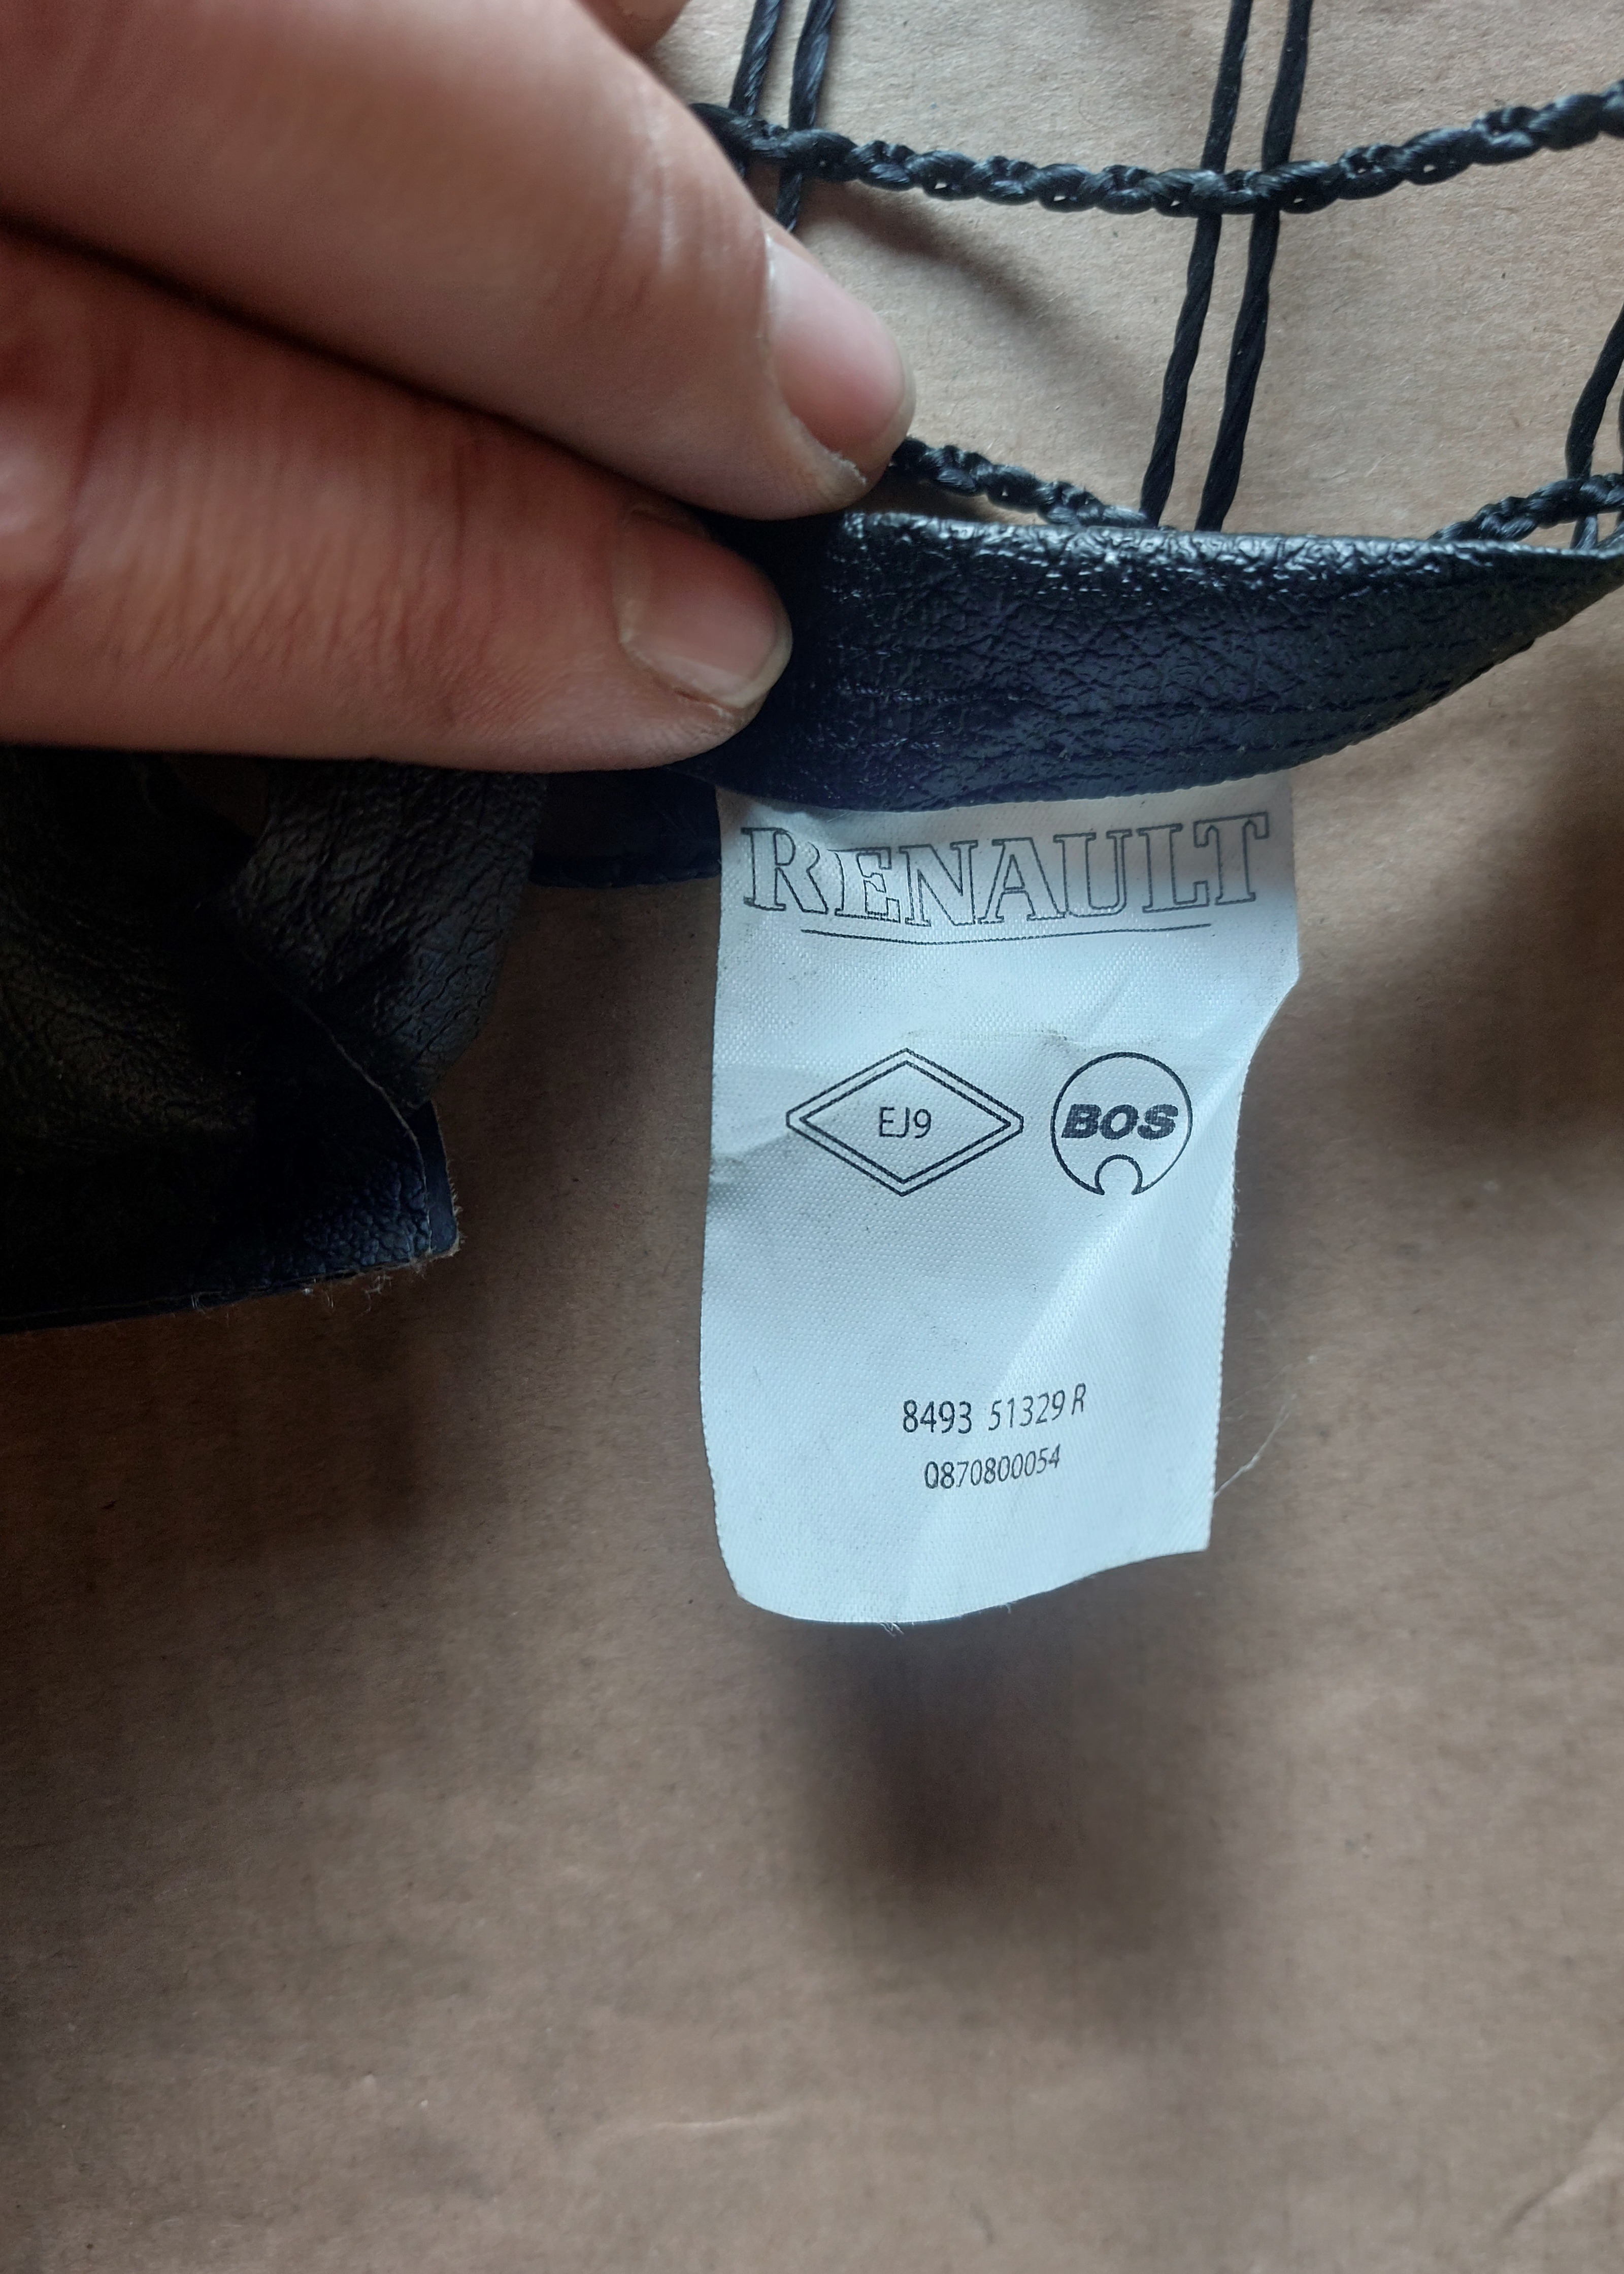 RENAULT
EJ9 BOS
8493 51329 R
0870800054